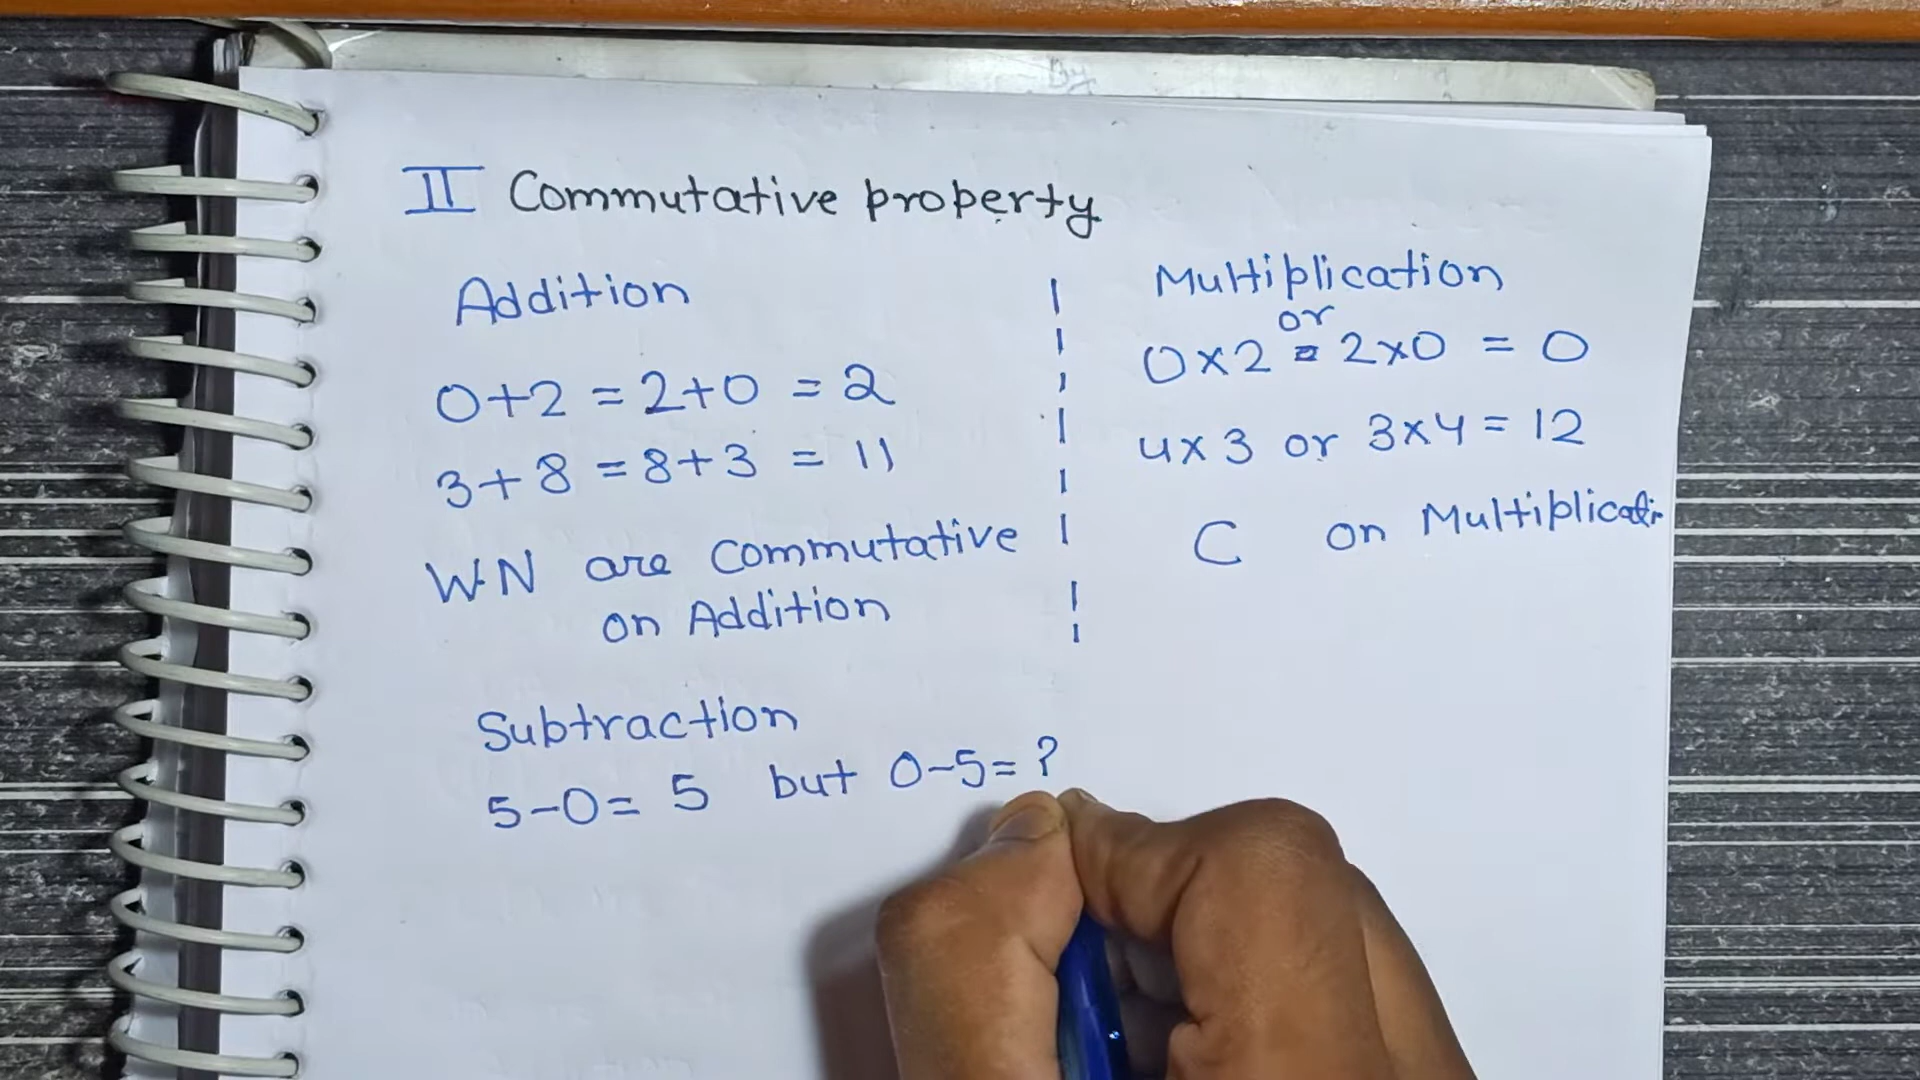 II Commutative property
Addition
0+2 = 2+0 = 2
3+8 = 8+3 = 11
W.N are Commutative
on Addition
Multiplication
or
0×2 = 2×0 = 0
4×3 or 3×4 = 12
C on Multiplicatin
Subtraction
5-0= 5 but 0-5= ?